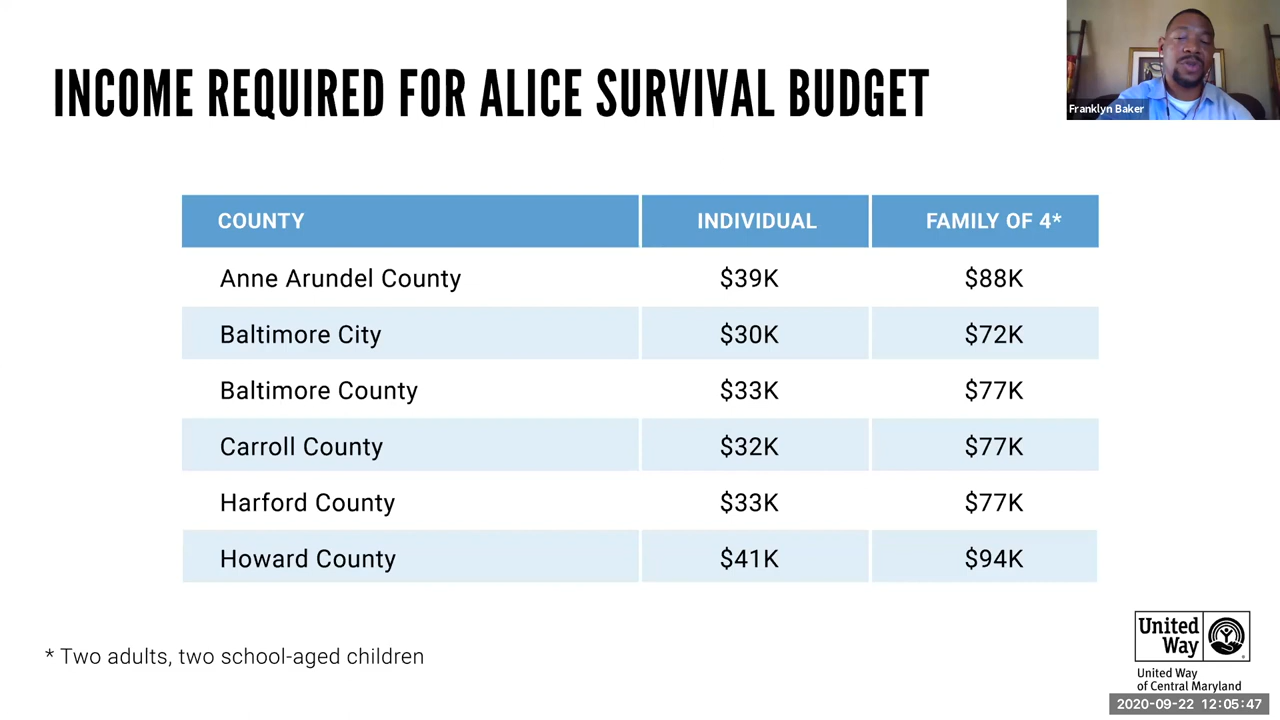 INCOME REQUIRED FOR ALICE SURVIVAL BUDGET
Franklyn Baker
COUNTY INDIVIDUAL FAMILY OF 4*
Anne Arundel County $39K $88K
Baltimore City $30K $72K
Baltimore County $33K $77K
Carroll County $32K $77K
Harford County $33K $77K
Howard County $41K $94K
* Two adults, two school-aged children
United
Way
United Way
of Central Maryland
2020-09-22 12:05:47